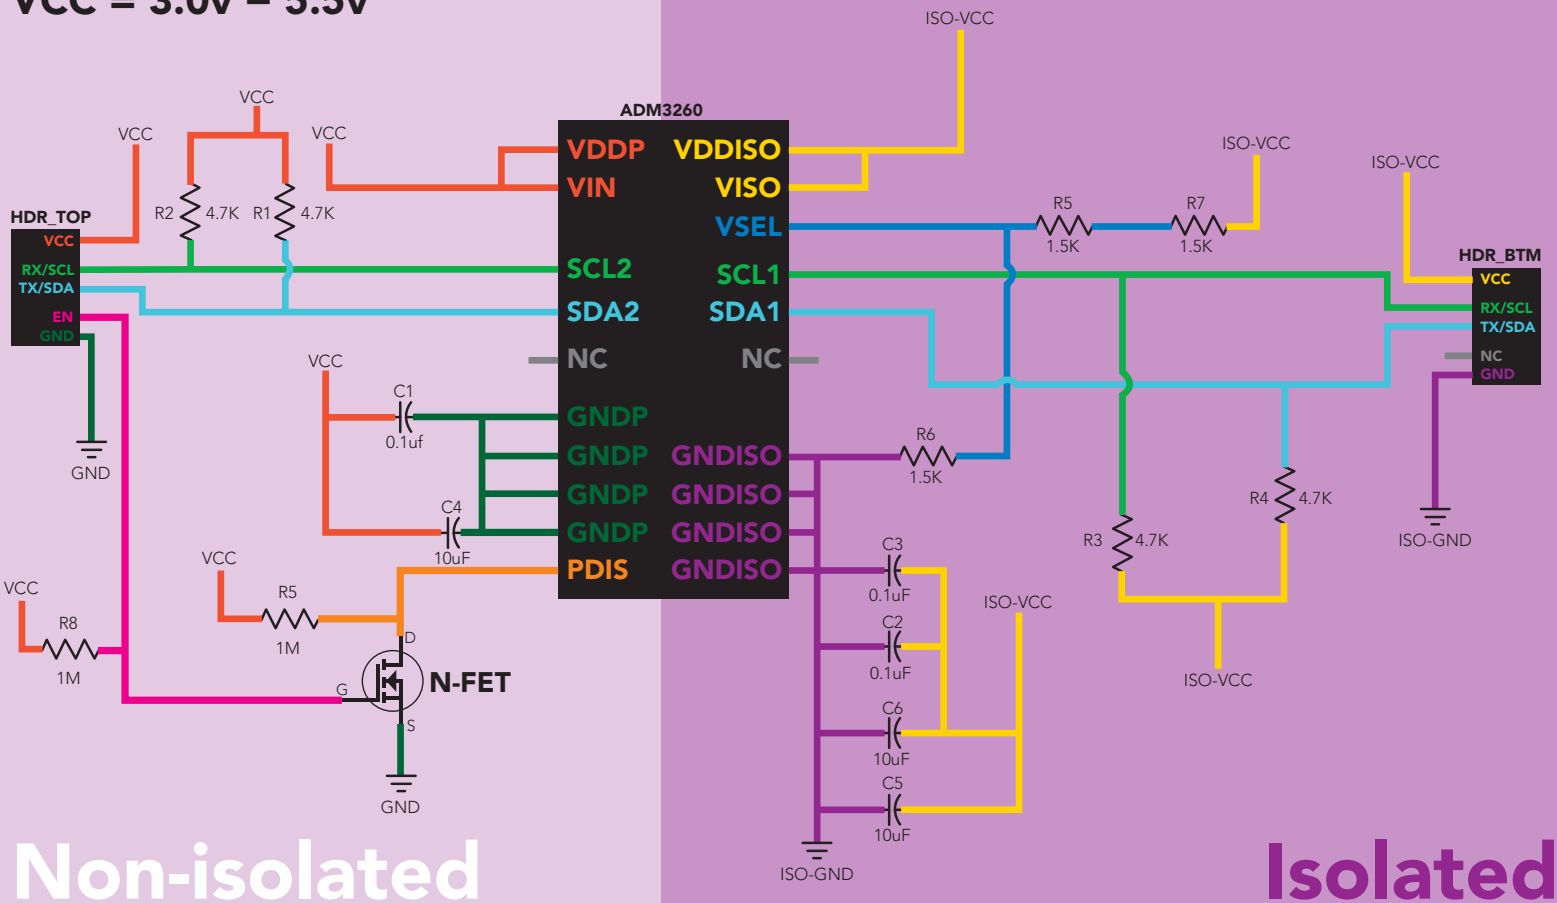 VCC = 3.0v – 5.5v
ISO-VCC
VCC
VCC
VCC
ADM3260
ISO-VCC
ISO-VCC
VDDP
VDDISO
VIN
VISO
R2
4.7K
R1
4.7K
R5
R7
HDR_TOP
VSEL
1.5K
1.5K
VCC
HDR_BTM
RX/SCL
SCL2
SCL1
VCC
TX/SDA
SDA2
SDA1
RX/SCL
EN
TX/SDA
GND
NC
NC
NC
VCC
GND
C1
0.1uf
GNDP
R6
GNDP
GNDISO
GND
1.5K
GNDP
GNDISO
R4
4.7K
C4
10uF
GNDP
GNDISO
R3
4.7K
ISO-GND
VCC
PDIS
GNDISO
C3
0.1uF
VCC
R5
1M
ISO-VCC
R8
1M
D
C2
0.1uF
G
N-FET
ISO-VCC
S
C6
10uF
GND
C5
10uF
ISO-GND
Non-isolated
Isolated